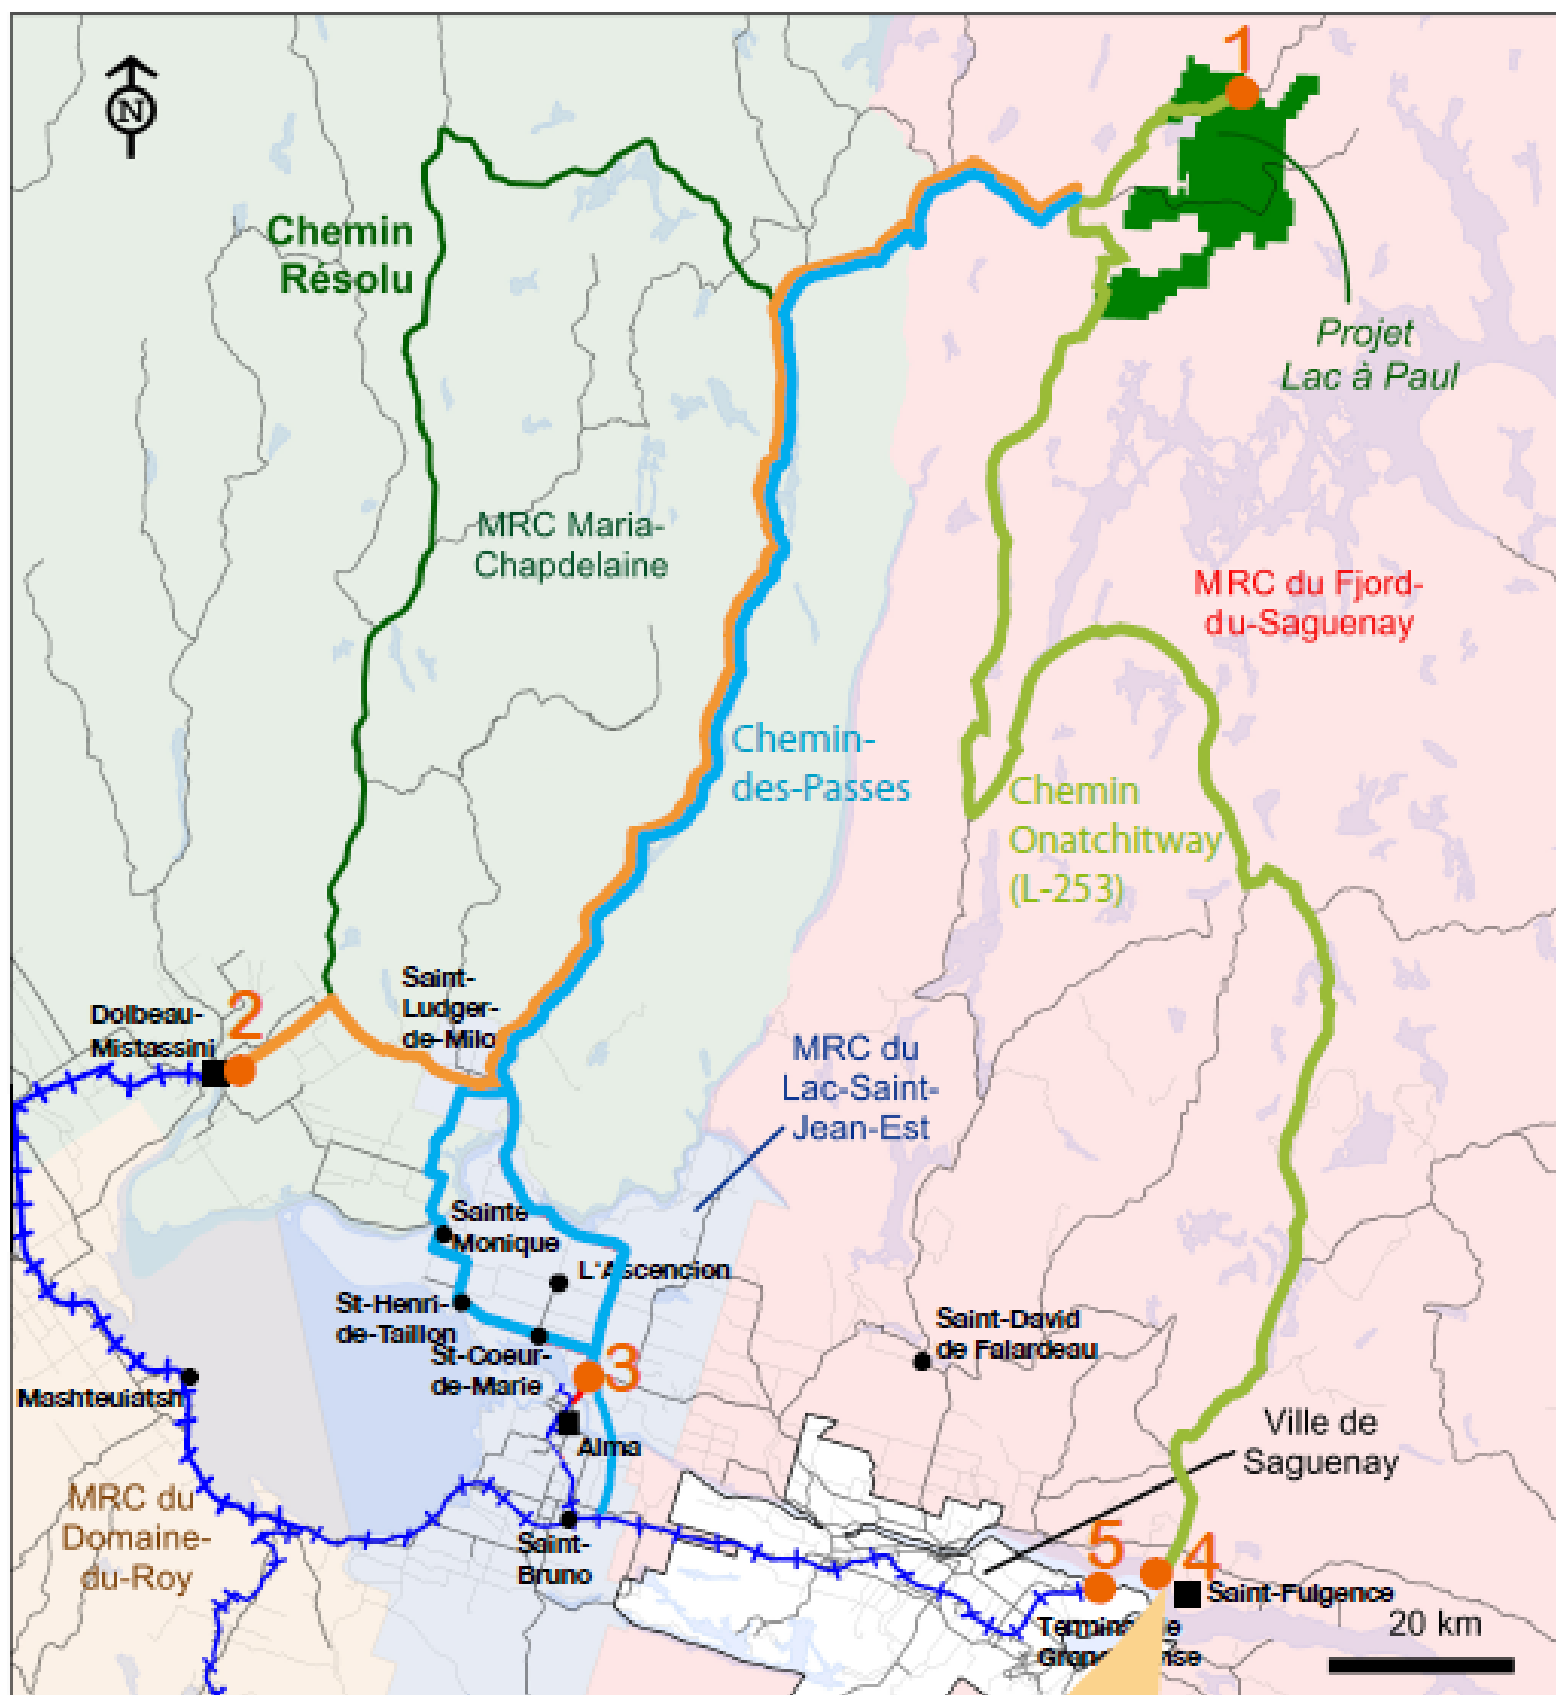 1
N
Chemin
Résolu
Projet
Lac à Paul
MRC Maria-
Chapdelaine
MRC du Fjord-
du-Saguenay
Chemin-
des-Passes
Chemin
Onatchitway
(L-253)
Saint-
Ludger-
de-Milo
2
Dolbeau-
Mistassini
MRC du
Lac-Saint-
Jean-Est
Sainte
Monique
L'Ascencion
St-Henri-
de-Taillon
St-Coeur-
de-Marie
3
Saint-David
de Falardeau
Mashteuiatsh
Alma
Ville de
Saguenay
MRC du
Domaine-
du-Roy
Saint-
Bruno
5
4
Saint-Fulgence
20 km